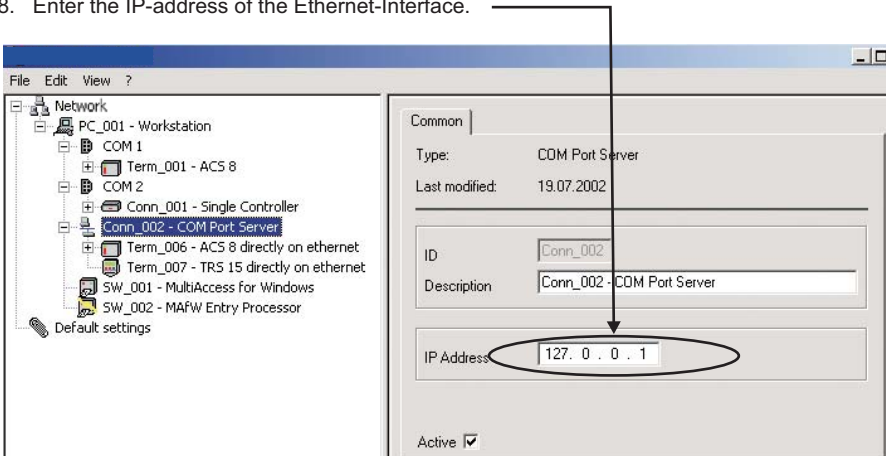 8. Enter the IP-address of the Ethernet-Interface.
File Edit View ?
Network
PC_001 - Workstation
COM 1
Term_001 - ACS 8
COM 2
Conn_001 - Single Controller
Conn_002 - COM Port Server
Term_006 - ACS 8 directly on ethernet
Term_007 - TRS 15 directly on ethernet
SW_001 - MultiAccess for Windows
SW_002 - MAfW Entry Processor
Default settings
Common
Type: COM Port Server
Last modified: 19.07.2002
ID Conn_002
Description Conn_002 - COM Port Server
IP Address 127. 0 . 0 . 1
Active